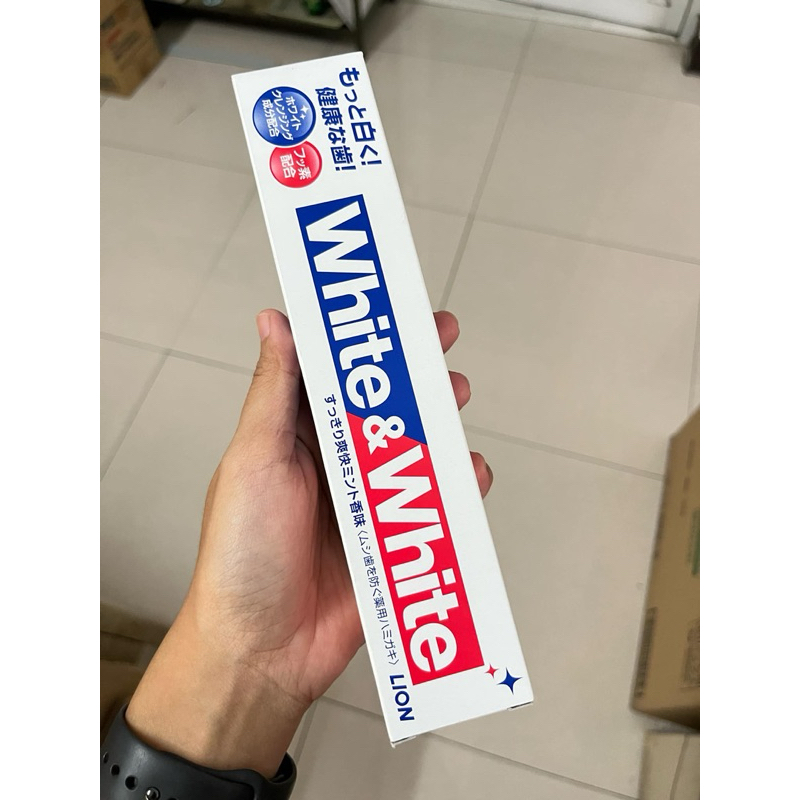 もっと白く!
健康な歯!
ホワイト
クレンジング
成分配合
フッ素
配合
White&White
すっきり爽快ミント香味〈ムシ歯を防ぐ薬用ハミガキ〉
LION